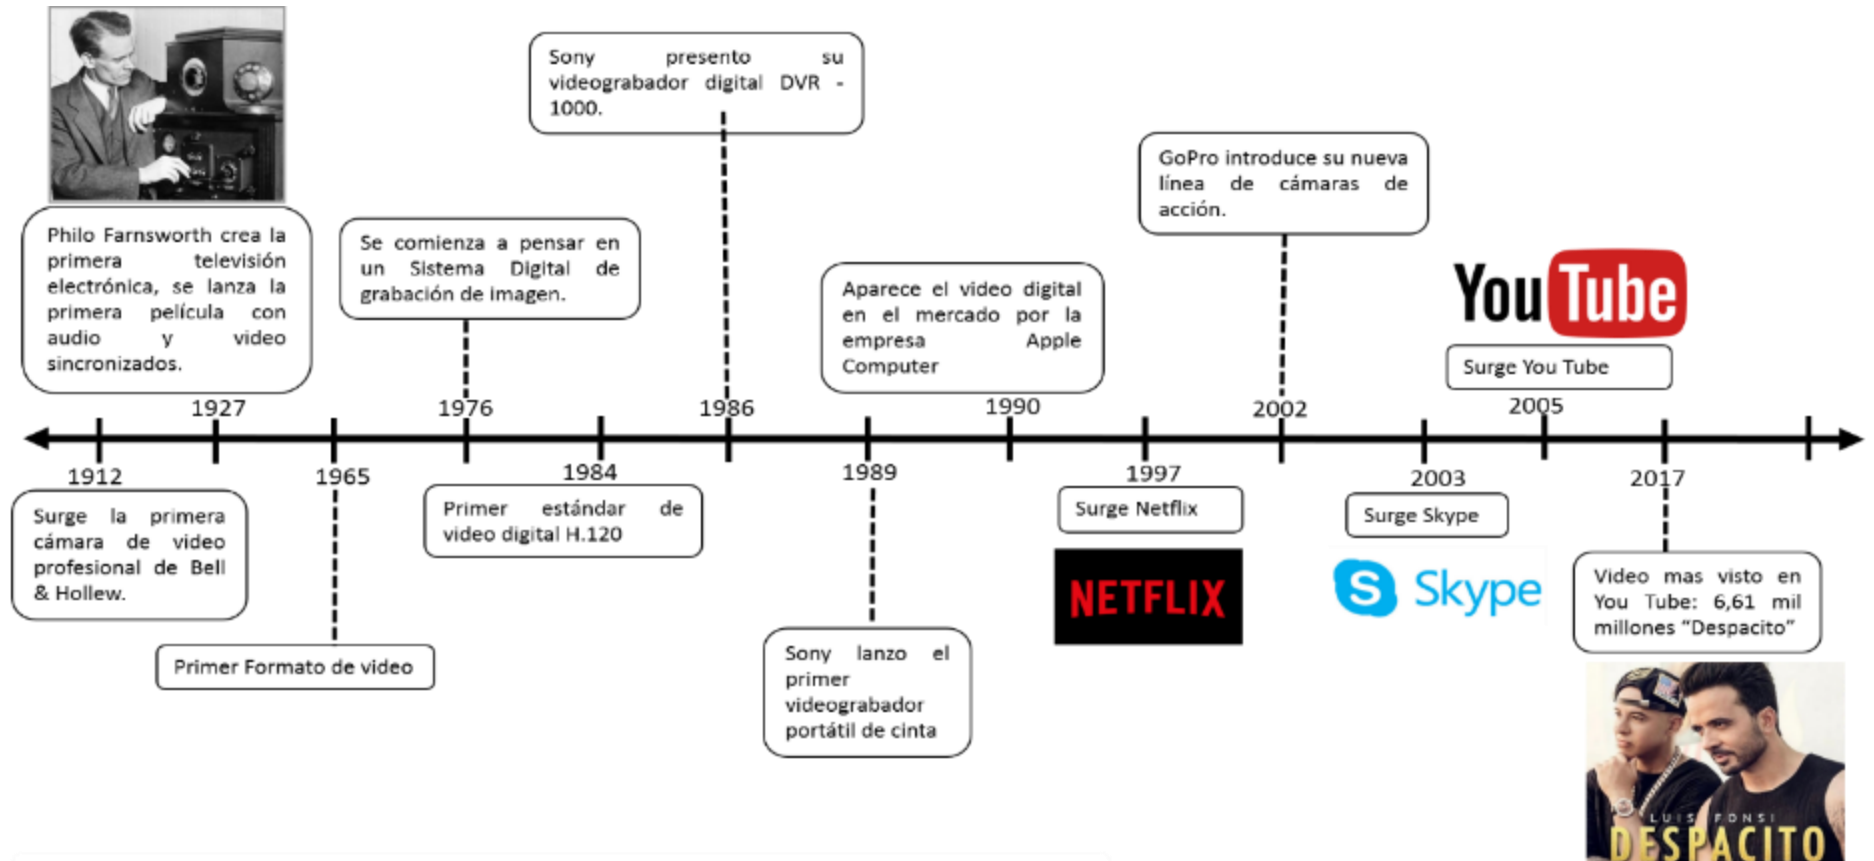 Sony presento su
videograbador digital DVR -
1000.
GoPro introduce su nueva
línea de cámaras de
acción.
Philo Farnsworth crea la
primera televisión
electrónica, se lanza la
primera película con
audio y video
sincronizados.
Se comienza a pensar en
un Sistema Digital de
grabación de imagen.
Aparece el video digital
en el mercado por la
empresa Apple
Computer
YouTube
Surge You Tube
1927
1976
1986
1990
2002
2005
1912
1965
1984
1989
1997
2003
2017
Surge la primera
cámara de video
profesional de Bell
& Hollew.
Primer Formato de video
Primer estándar de
video digital H.120
Sony lanzo el
primer
videograbador
portátil de cinta
Surge Netflix
NETFLIX
Surge Skype
S Skype
Video mas visto en
You Tube: 6,61 mil
millones “Despacito”
LUIS FONSI
DESPACITO